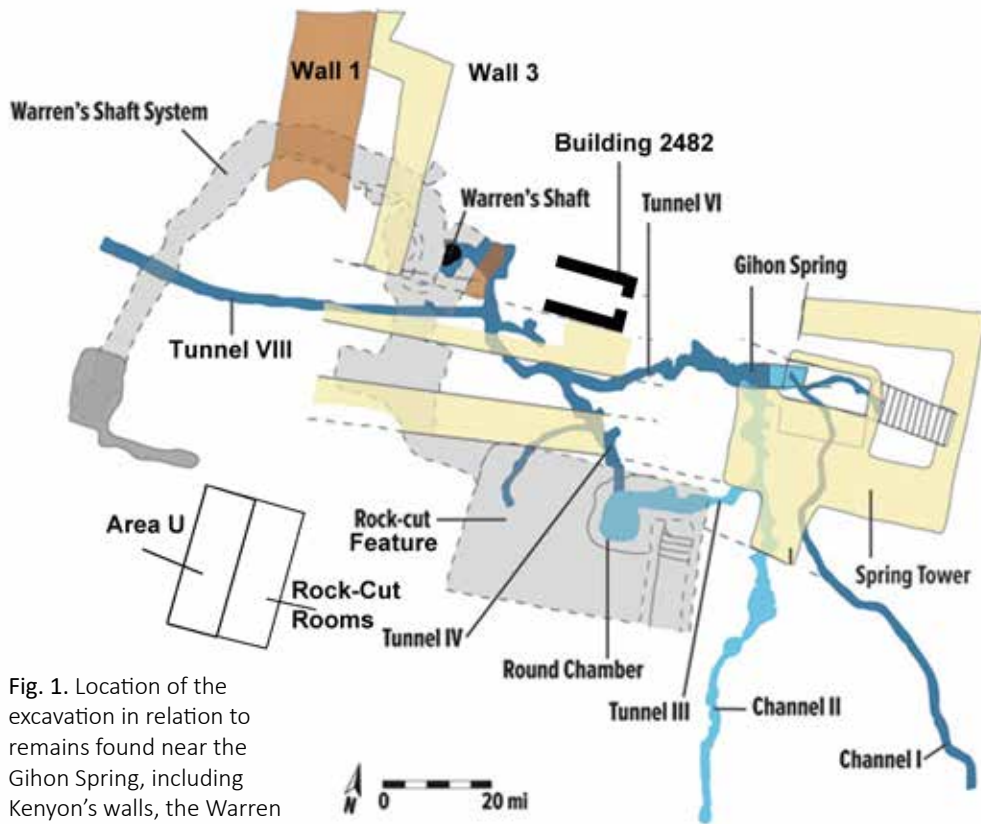 Wall 1
Wall 3
Warren's Shaft System
Building 2482
Warren's Shaft
Tunnel VI
Gihon Spring
Tunnel VIII
Area U
Rock-cut
Feature
Rock-Cut
Rooms
Spring Tower
Tunnel IV
Round Chamber
Tunnel III
Channel II
Channel I
Fig. 1. Location of the
excavation in relation to
remains found near the
Gihon Spring, including
Kenyon's walls, the Warren
N
0 20 mi